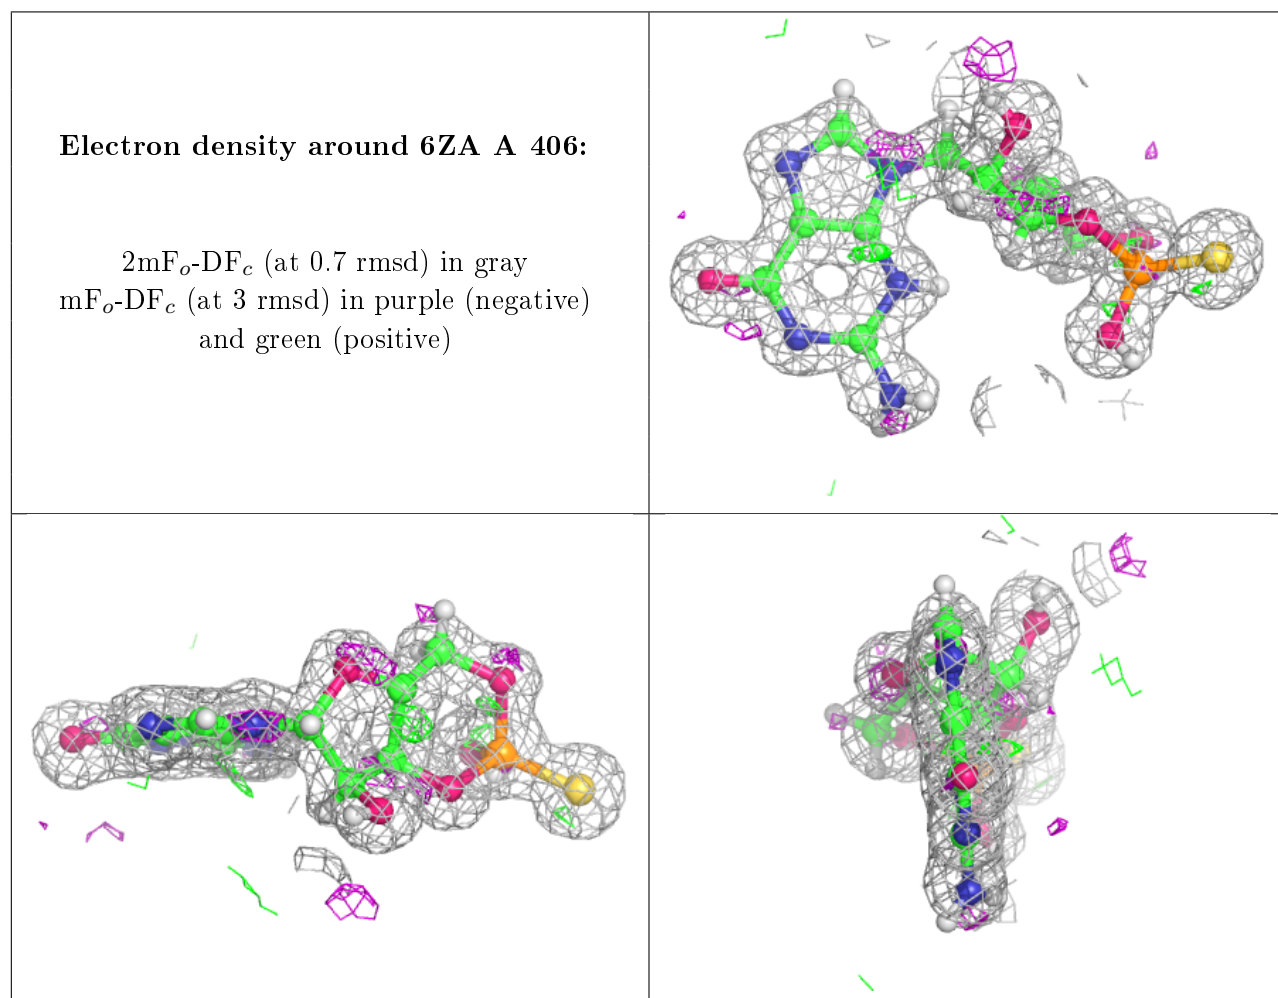 Electron density around 6ZA A 406:
2mFo-DFc (at 0.7 rmsd) in gray
mFo-DFc (at 3 rmsd) in purple (negative)
and green (positive)